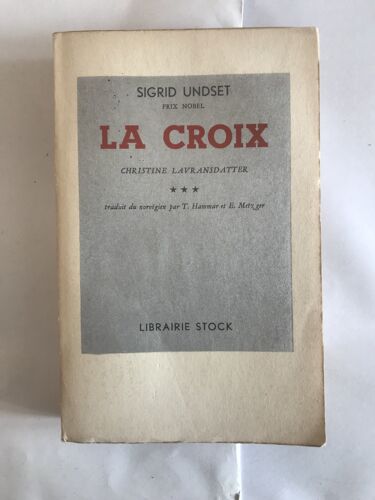 SIGRID UNDSET
PRIX NOBEL
LA CROIX
CHRISTINE LAVRANSDATTER
★ ★ ★
traduit du norvégien par T. Hammar et E. Metzger
LIBRAIRIE STOCK